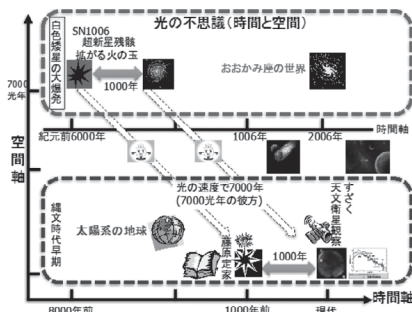 光の不思議(時間と空間)
白色矮星の大爆発
SN1006
超新星残骸
拡がる火の玉
1000年
おおかみ座の世界
7000
光年
紀元前6000年
1006年
2006年
時間軸
空間軸
光の速度で7000年
(7000光年の彼方)
縄文時代早期
太陽系の地球
藤原定家
天文衛星観察
すざく
1000年
8000年前
1000年前
現代
時間軸